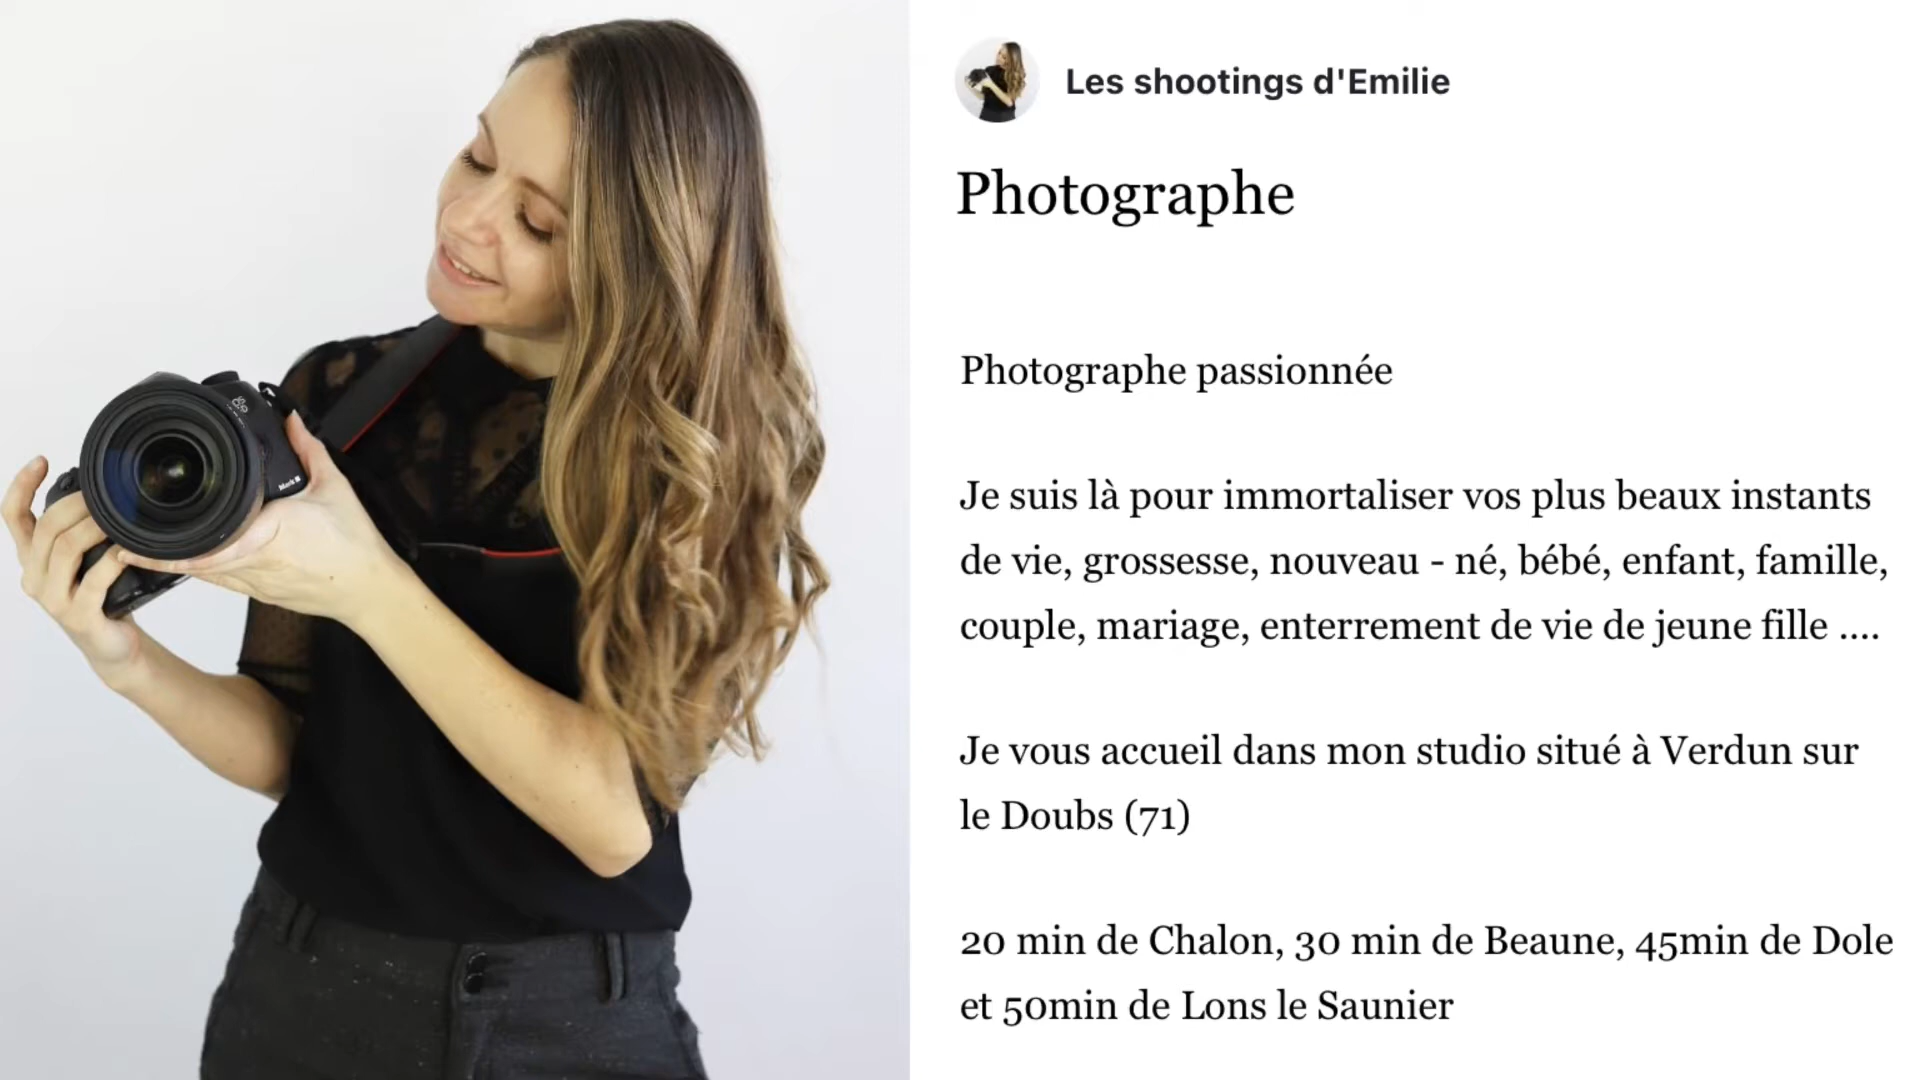 Les shootings d'Emilie
Photographe
Photographe passionnée
Je suis là pour immortaliser vos plus beaux instants
de vie, grossesse, nouveau - né, bébé, enfant, famille,
couple, mariage, enterrement de vie de jeune fille ....
Je vous accueil dans mon studio situé à Verdun sur
le Doubs (71)
20 min de Chalon, 30 min de Beaune, 45min de Dole
et 50min de Lons le Saunier